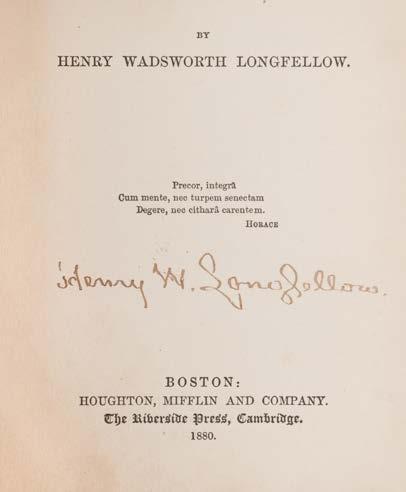 BY
HENRY WADSWORTH LONGFELLOW.
Precor, integrâ
Cum mente, nec turpem senectam
Degere, nec citharâ carentem.
HORACE
Henry W. Longfellow.
BOSTON:
HOUGHTON, MIFFLIN AND COMPANY.
The Riverside Press, Cambridge.
1880.